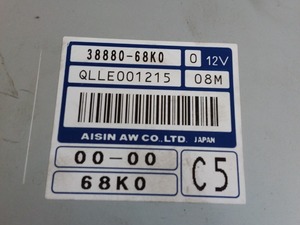 38880-68K0 0 12V
QLLE001215 08M
AISIN AW CO.,LTD. JAPAN
00-00
68K0 C5